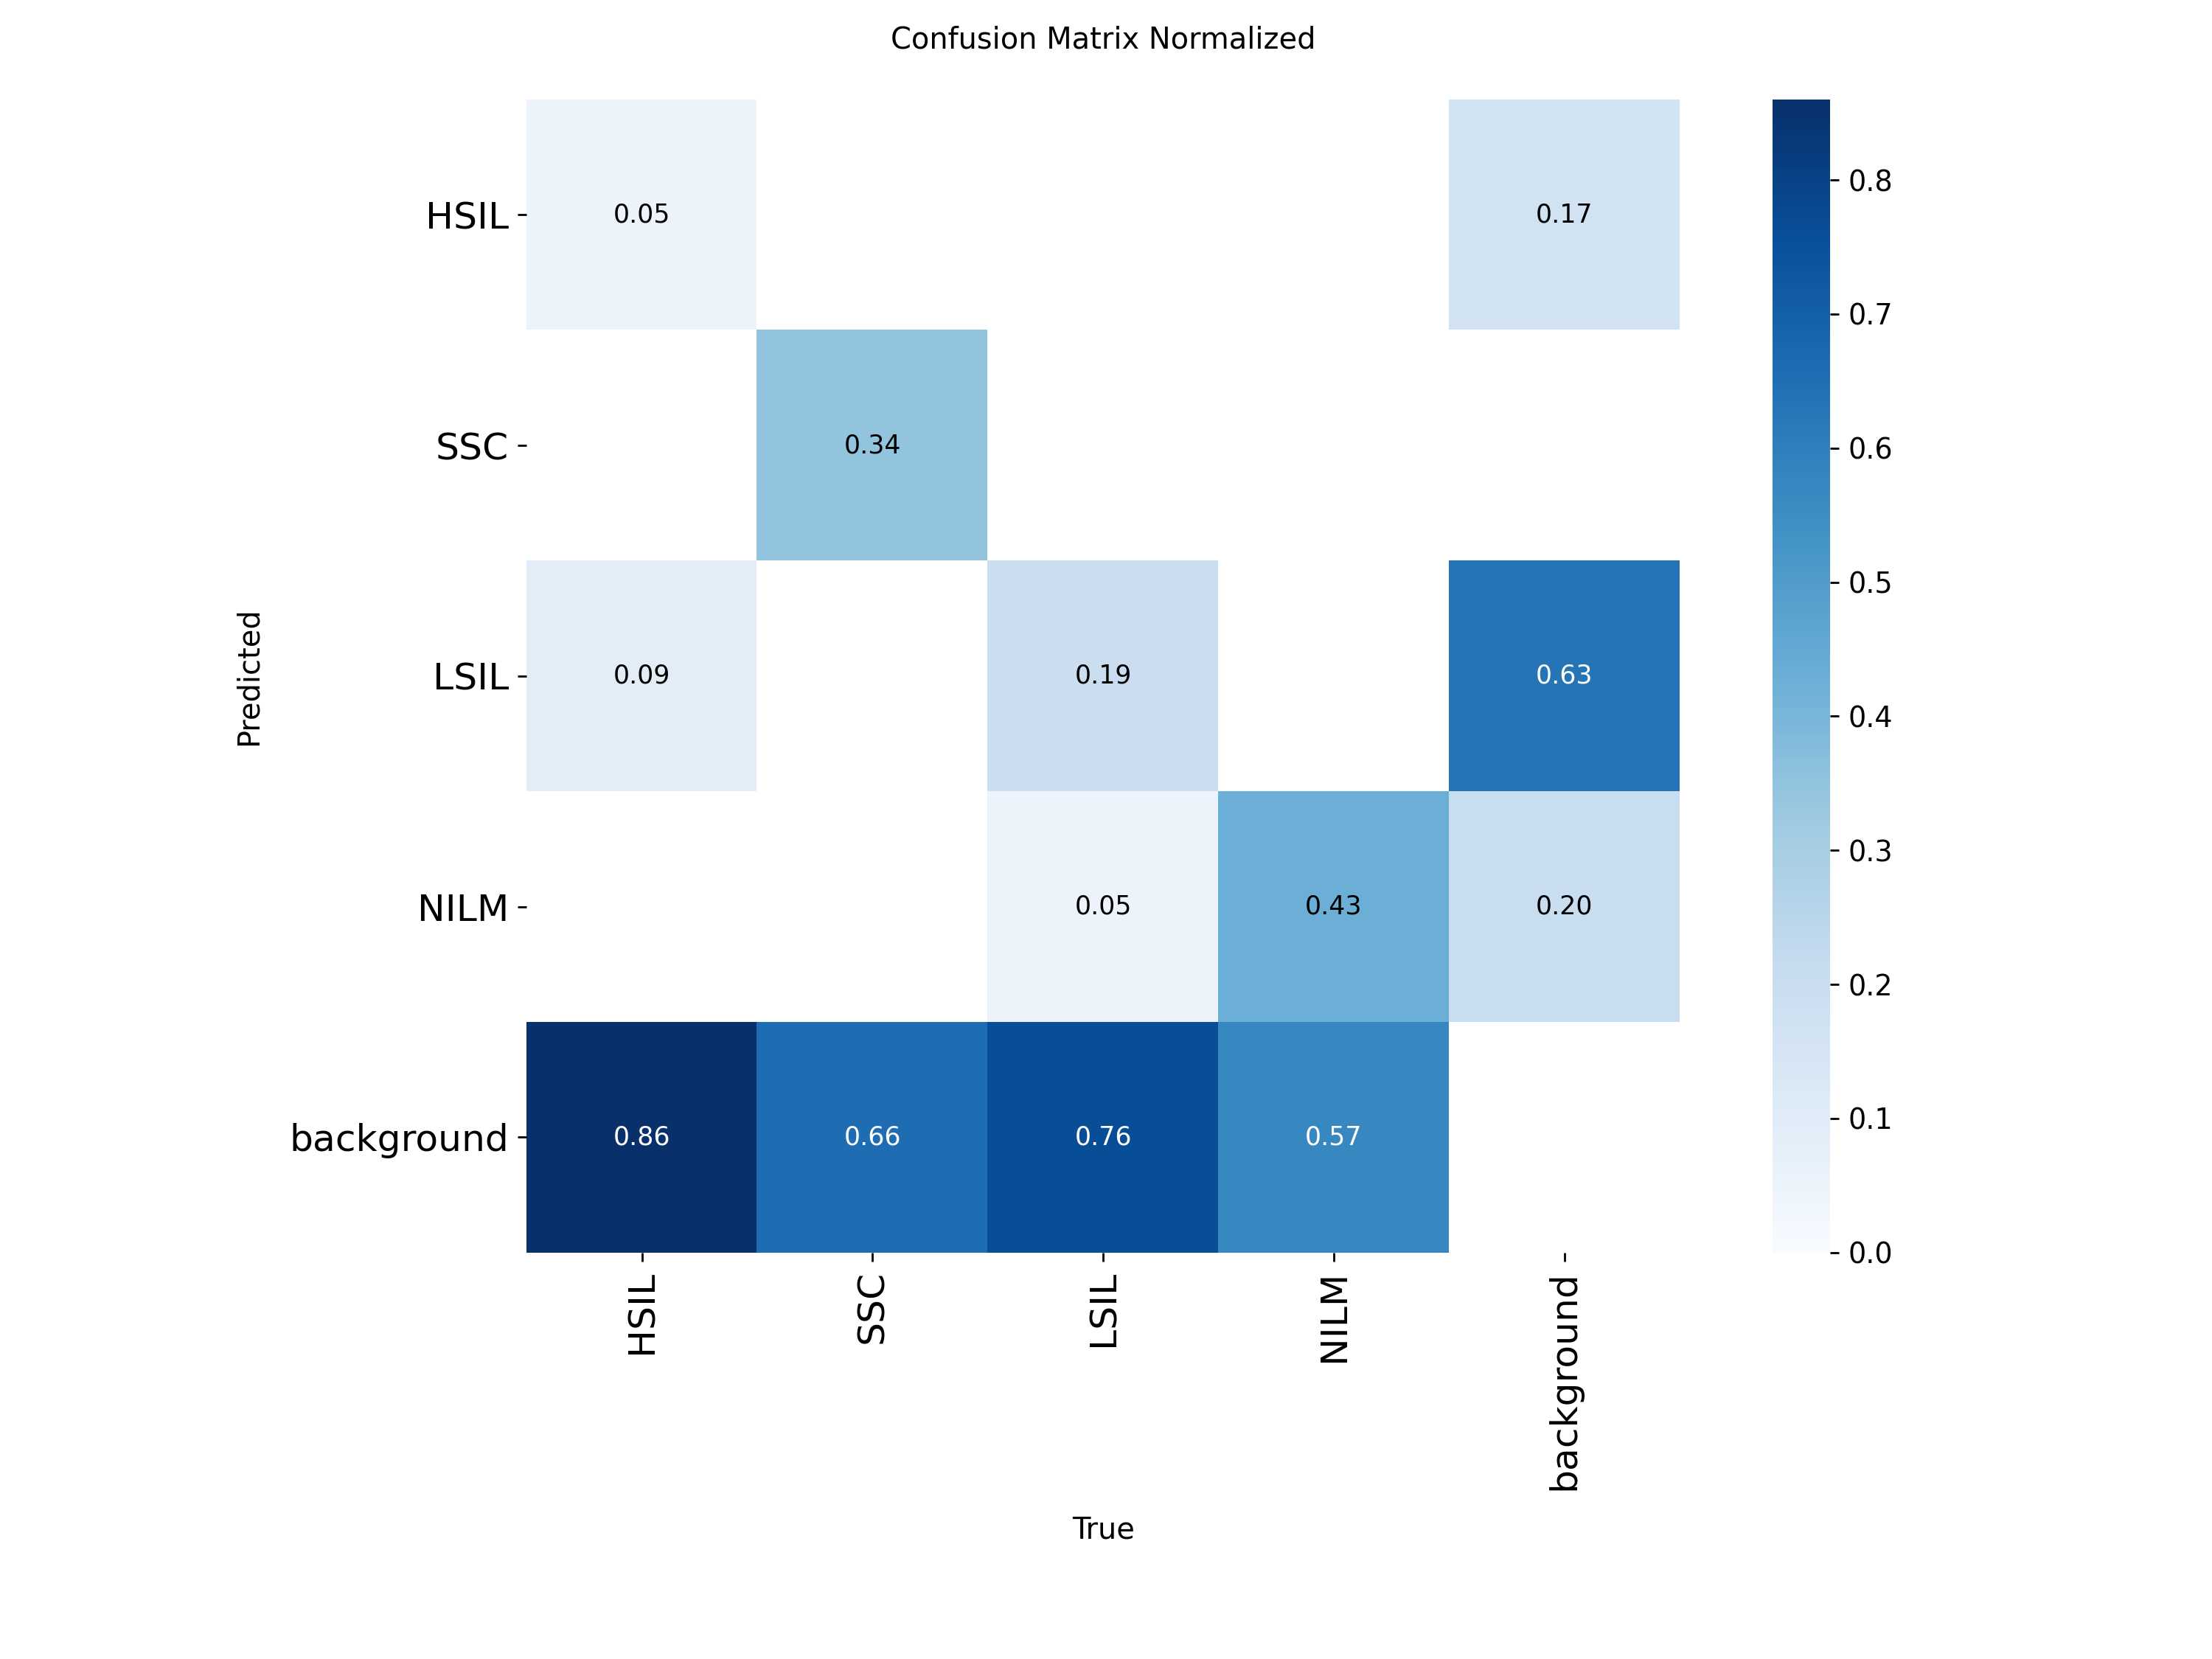 Confusion Matrix Normalized
HSIL
0.05
0.17
0.8
0.7
SSC
0.34
0.6
0.5
Predicted
LSIL
0.09
0.19
0.63
0.4
0.3
NILM
0.05
0.43
0.20
0.2
background
0.86
0.66
0.76
0.57
0.1
0.0
HSIL
SSC
LSIL
NILM
background
True